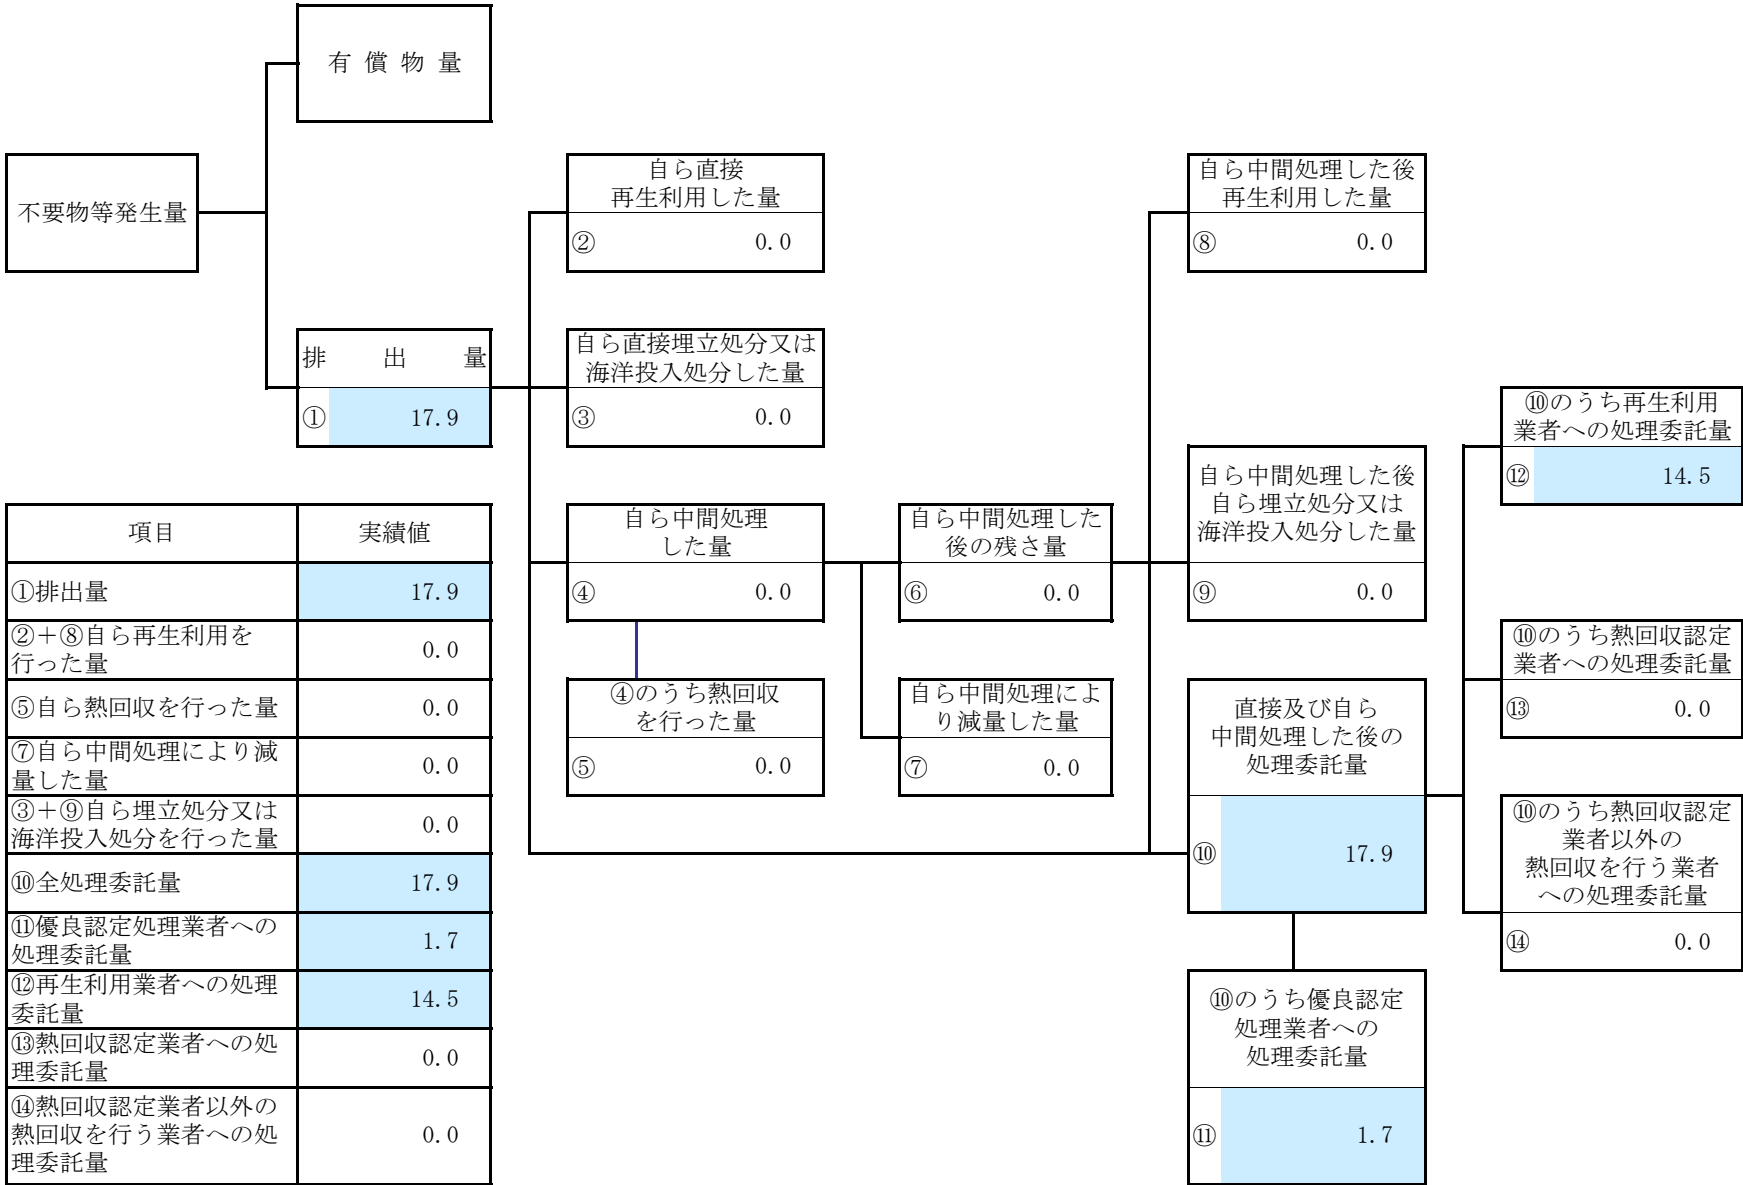 有 償 物 量
不要物等発生量
自ら直接
再生利用した量
② 0.0
自ら中間処理した後
再生利用した量
⑧ 0.0
排 出 量
① 17.9
自ら直接埋立処分又は
海洋投入処分した量
③ 0.0
⑩のうち再生利用
業者への処理委託量
⑫ 14.5
自ら中間処理
した量
④ 0.0
自ら中間処理した
後の残さ量
⑥ 0.0
自ら中間処理した後
自ら埋立処分又は
海洋投入処分した量
⑨ 0.0
⑩のうち熱回収認定
業者への処理委託量
⑬ 0.0
④のうち熱回収
を行った量
⑤ 0.0
自ら中間処理によ
り減量した量
⑦ 0.0
直接及び自ら
中間処理した後の
処理委託量
⑩ 17.9
⑩のうち熱回収認定
業者以外の
熱回収を行う業者
への処理委託量
⑭ 0.0
⑩のうち優良認定
処理業者への
処理委託量
⑪ 1.7
項目 実績値
①排出量 17.9
②＋⑧自ら再生利用を
行った量 0.0
⑤自ら熱回収を行った量 0.0
⑦自ら中間処理により減
量した量 0.0
③＋⑨自ら埋立処分又は
海洋投入処分を行った量 0.0
⑩全処理委託量 17.9
⑪優良認定処理業者への
処理委託量 1.7
⑫再生利用業者への処理
委託量 14.5
⑬熱回収認定業者への処
理委託量 0.0
⑭熱回収認定業者以外の
熱回収を行う業者への処
理委託量 0.0